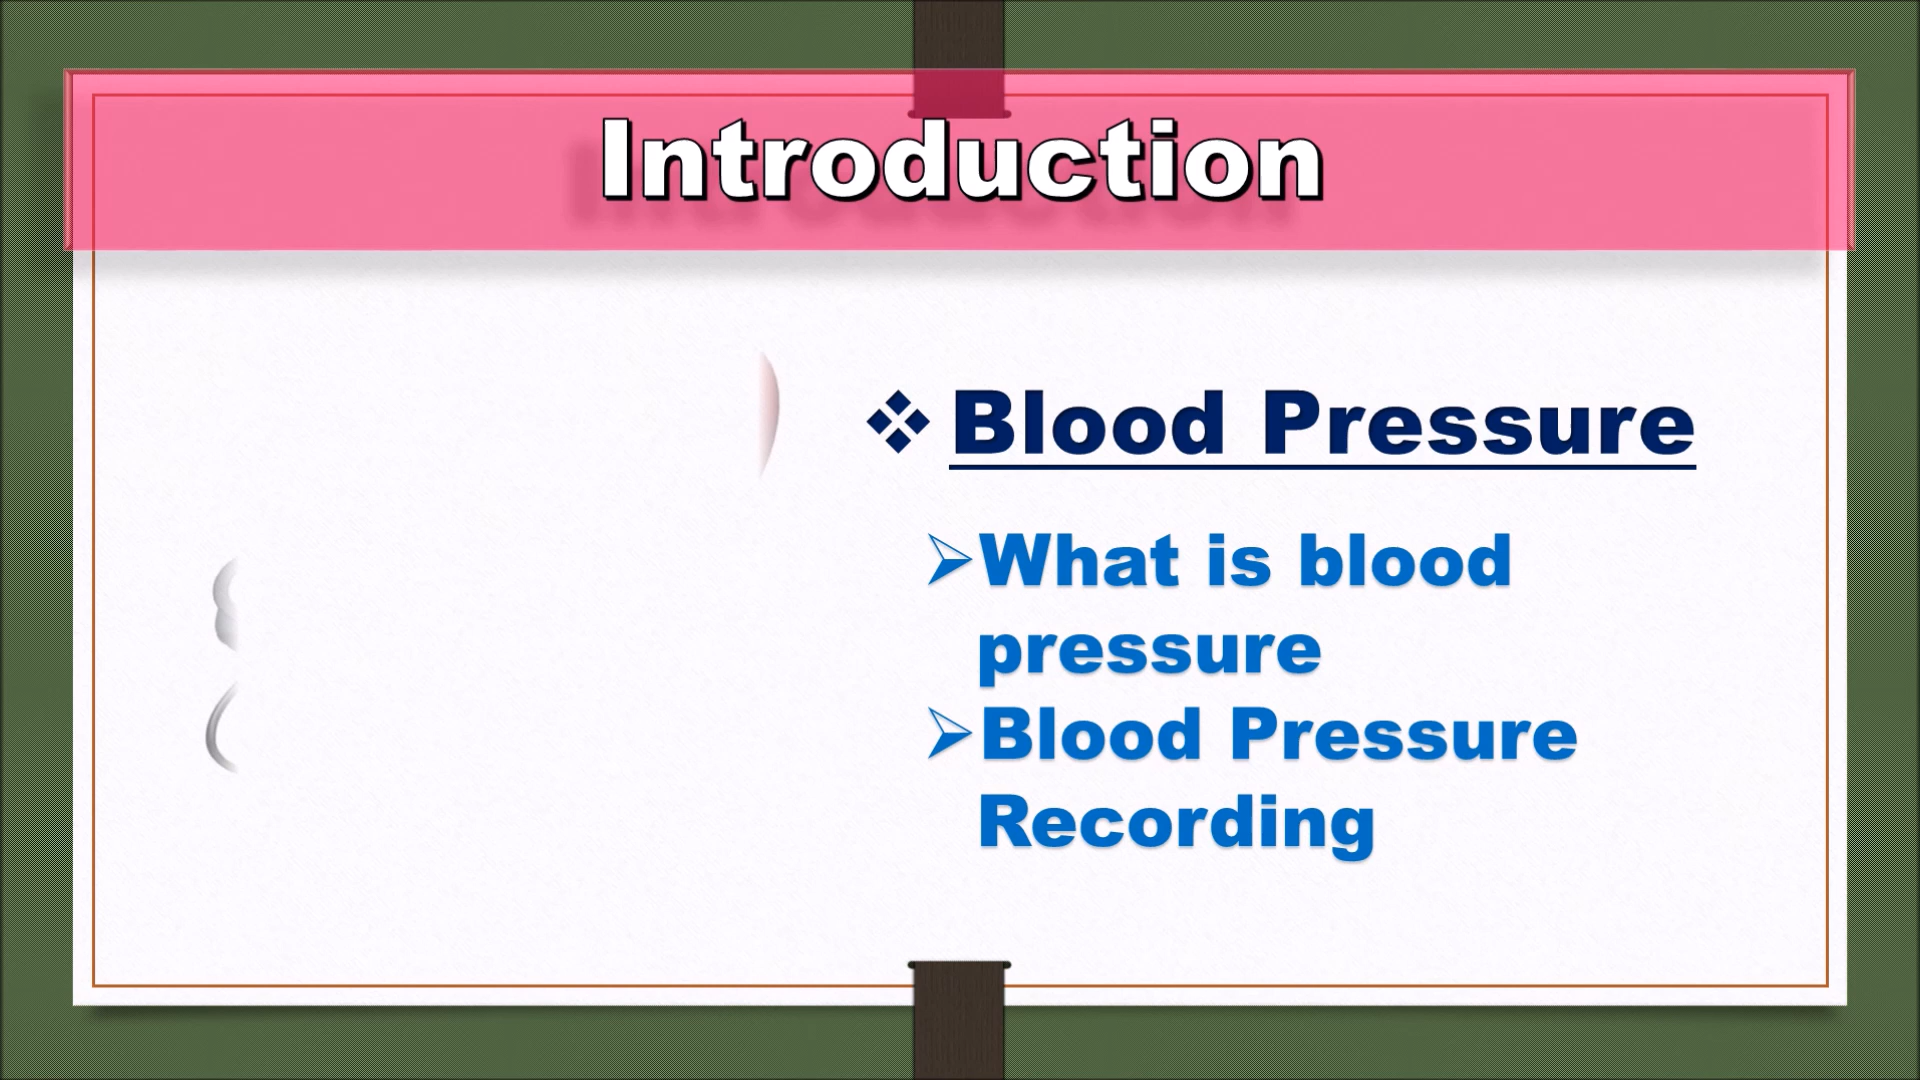 Introduction
❖ Blood Pressure
➢What is blood
pressure
➢Blood Pressure
Recording